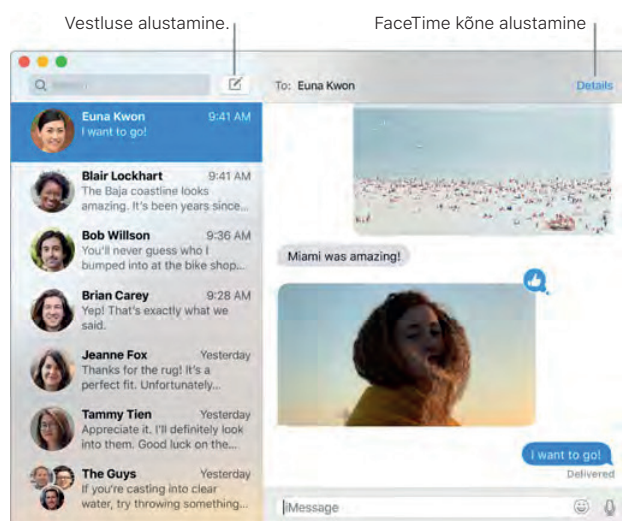 Vestluse alustamine.
FaceTime kõne alustamine
Search
To: Euna Kwon
Details
Euna Kwon 9:41 AM
I want to go!
Blair Lockhart 9:41 AM
The Baja coastline looks
amazing. It's been years since...
Bob Willson 9:36 AM
You'll never guess who I
bumped into at the bike shop...
Brian Carey 9:28 AM
Yep! That's exactly what we
said.
Jeanne Fox Yesterday
Thanks for the rug! It's a
perfect fit. Unfortunately...
Tammy Tien Yesterday
Appreciate it. I'll definitely look
into them. Good luck on the...
The Guys Yesterday
If you're casting into clear
water, try throwing something...
Miami was amazing!
I want to go!
Delivered
iMessage